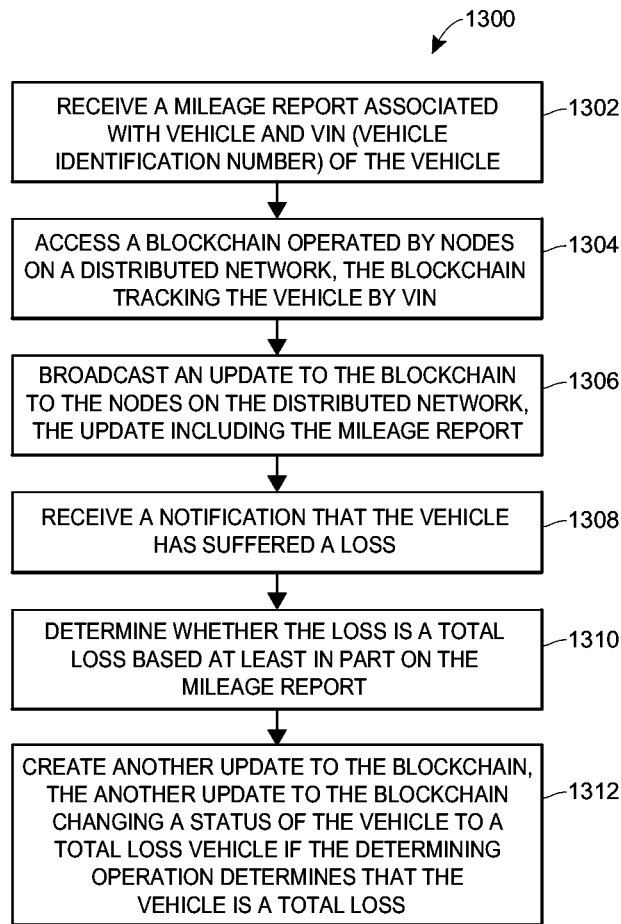 1300
RECEIVE A MILEAGE REPORT ASSOCIATED
WITH VEHICLE AND VIN (VEHICLE
IDENTIFICATION NUMBER) OF THE VEHICLE
1302
ACCESS A BLOCKCHAIN OPERATED BY NODES
ON A DISTRIBUTED NETWORK, THE BLOCKCHAIN
TRACKING THE VEHICLE BY VIN
1304
BROADCAST AN UPDATE TO THE BLOCKCHAIN
TO THE NODES ON THE DISTRIBUTED NETWORK,
THE UPDATE INCLUDING THE MILEAGE REPORT
1306
RECEIVE A NOTIFICATION THAT THE VEHICLE
HAS SUFFERED A LOSS
1308
DETERMINE WHETHER THE LOSS IS A TOTAL
LOSS BASED AT LEAST IN PART ON THE
MILEAGE REPORT
1310
CREATE ANOTHER UPDATE TO THE BLOCKCHAIN,
THE ANOTHER UPDATE TO THE BLOCKCHAIN
CHANGING A STATUS OF THE VEHICLE TO A
TOTAL LOSS VEHICLE IF THE DETERMINING
OPERATION DETERMINES THAT THE
VEHICLE IS A TOTAL LOSS
1312